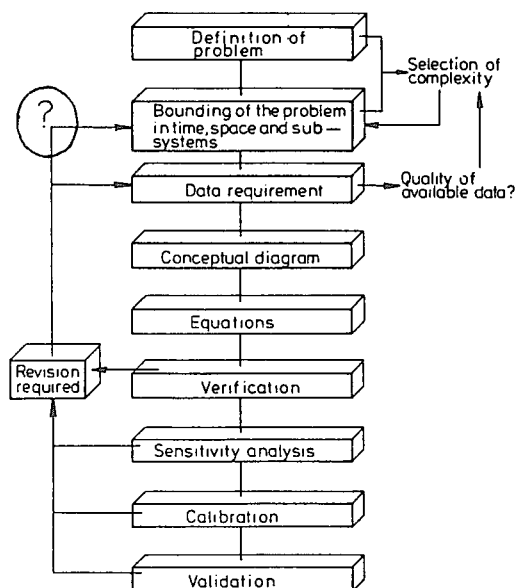 Definition of
problem
Selection of
complexity
?
Bounding of the problem
in time, space and sub-
systems
Data requirement
Quality of
available data?
Conceptual diagram
Equations
Revision
required
Verification
Sensitivity analysis
Calibration
Validation